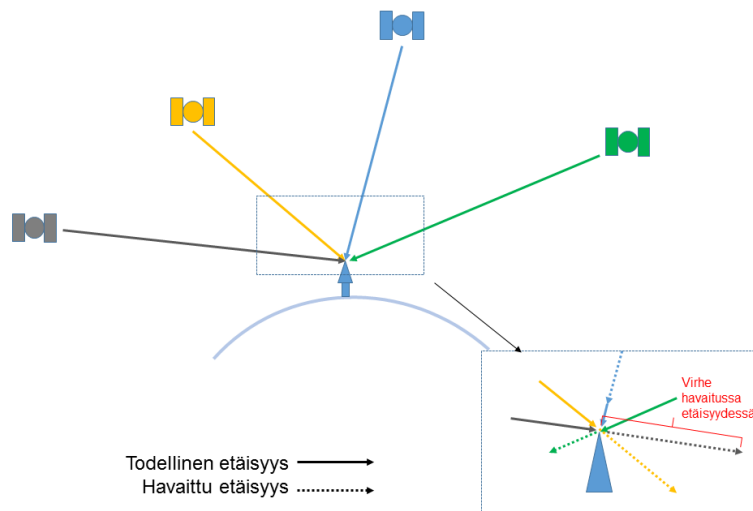 Virhe
havaitussa
etäisyydessä
Todellinen etäisyys
Havaittu etäisyys